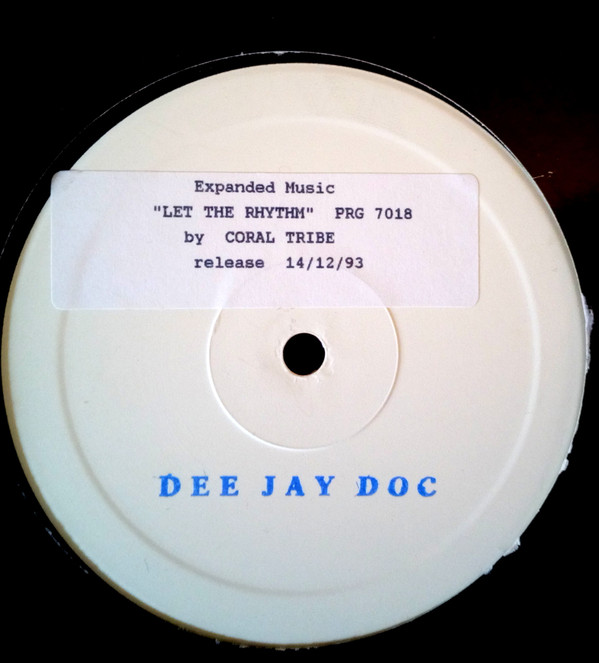 Expanded Music
"LET THE RHYTHM" PRG 7018
by CORAL TRIBE
release 14/12/93
DEE JAY DOC